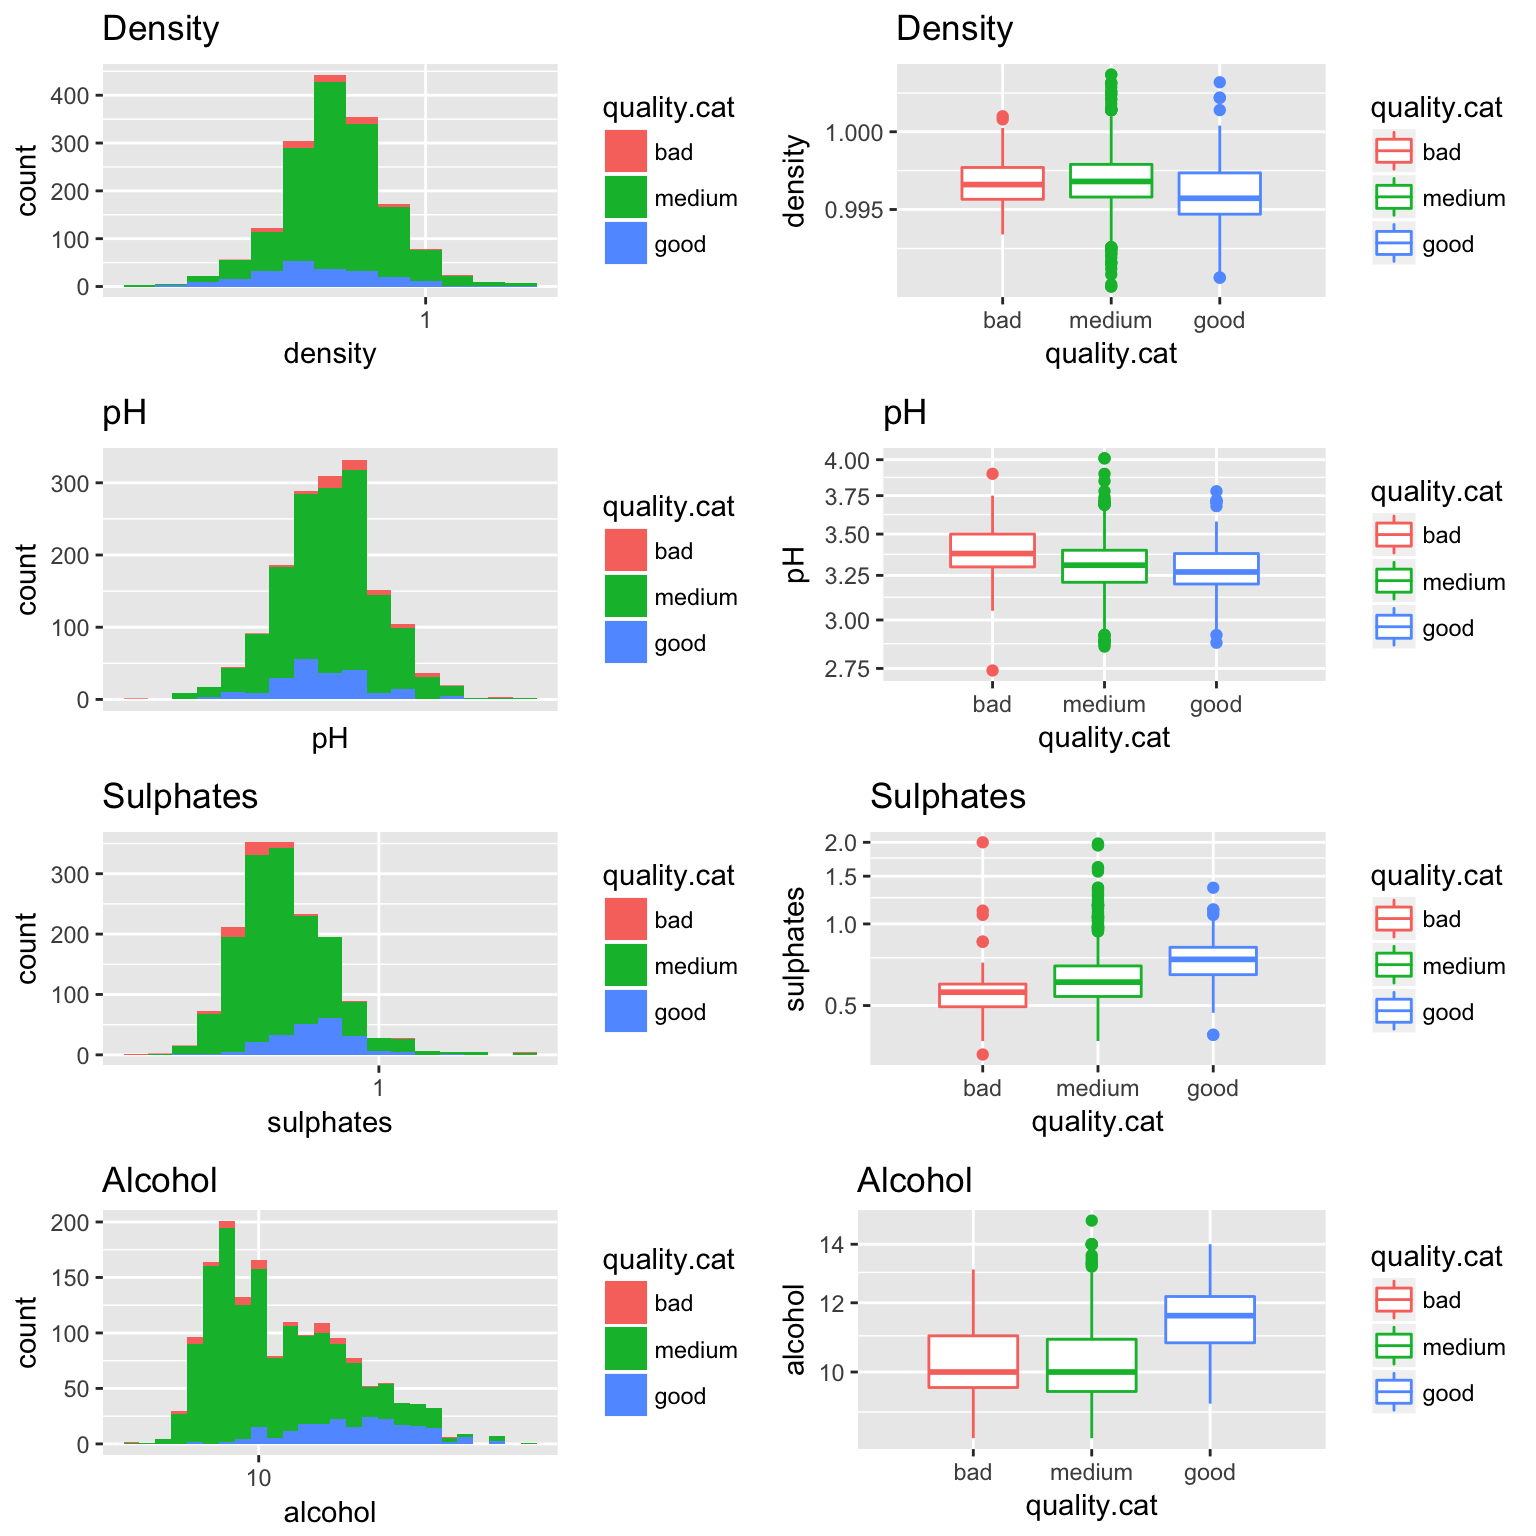 Density
400
300
200
100
0
count
1
density
quality.cat
bad
medium
good
Density
1.000
0.995
density
bad medium good
quality.cat
quality.cat
bad
medium
good
pH
300
200
100
0
count
pH
quality.cat
bad
medium
good
pH
4.00
3.75
3.50
3.25
3.00
2.75
pH
bad medium good
quality.cat
quality.cat
bad
medium
good
Sulphates
300
200
100
0
count
1
sulphates
quality.cat
bad
medium
good
Sulphates
2.0
1.5
1.0
0.5
sulphates
bad medium good
quality.cat
quality.cat
bad
medium
good
Alcohol
200
150
100
50
0
count
10
alcohol
quality.cat
bad
medium
good
Alcohol
14
12
10
alcohol
bad medium good
quality.cat
quality.cat
bad
medium
good